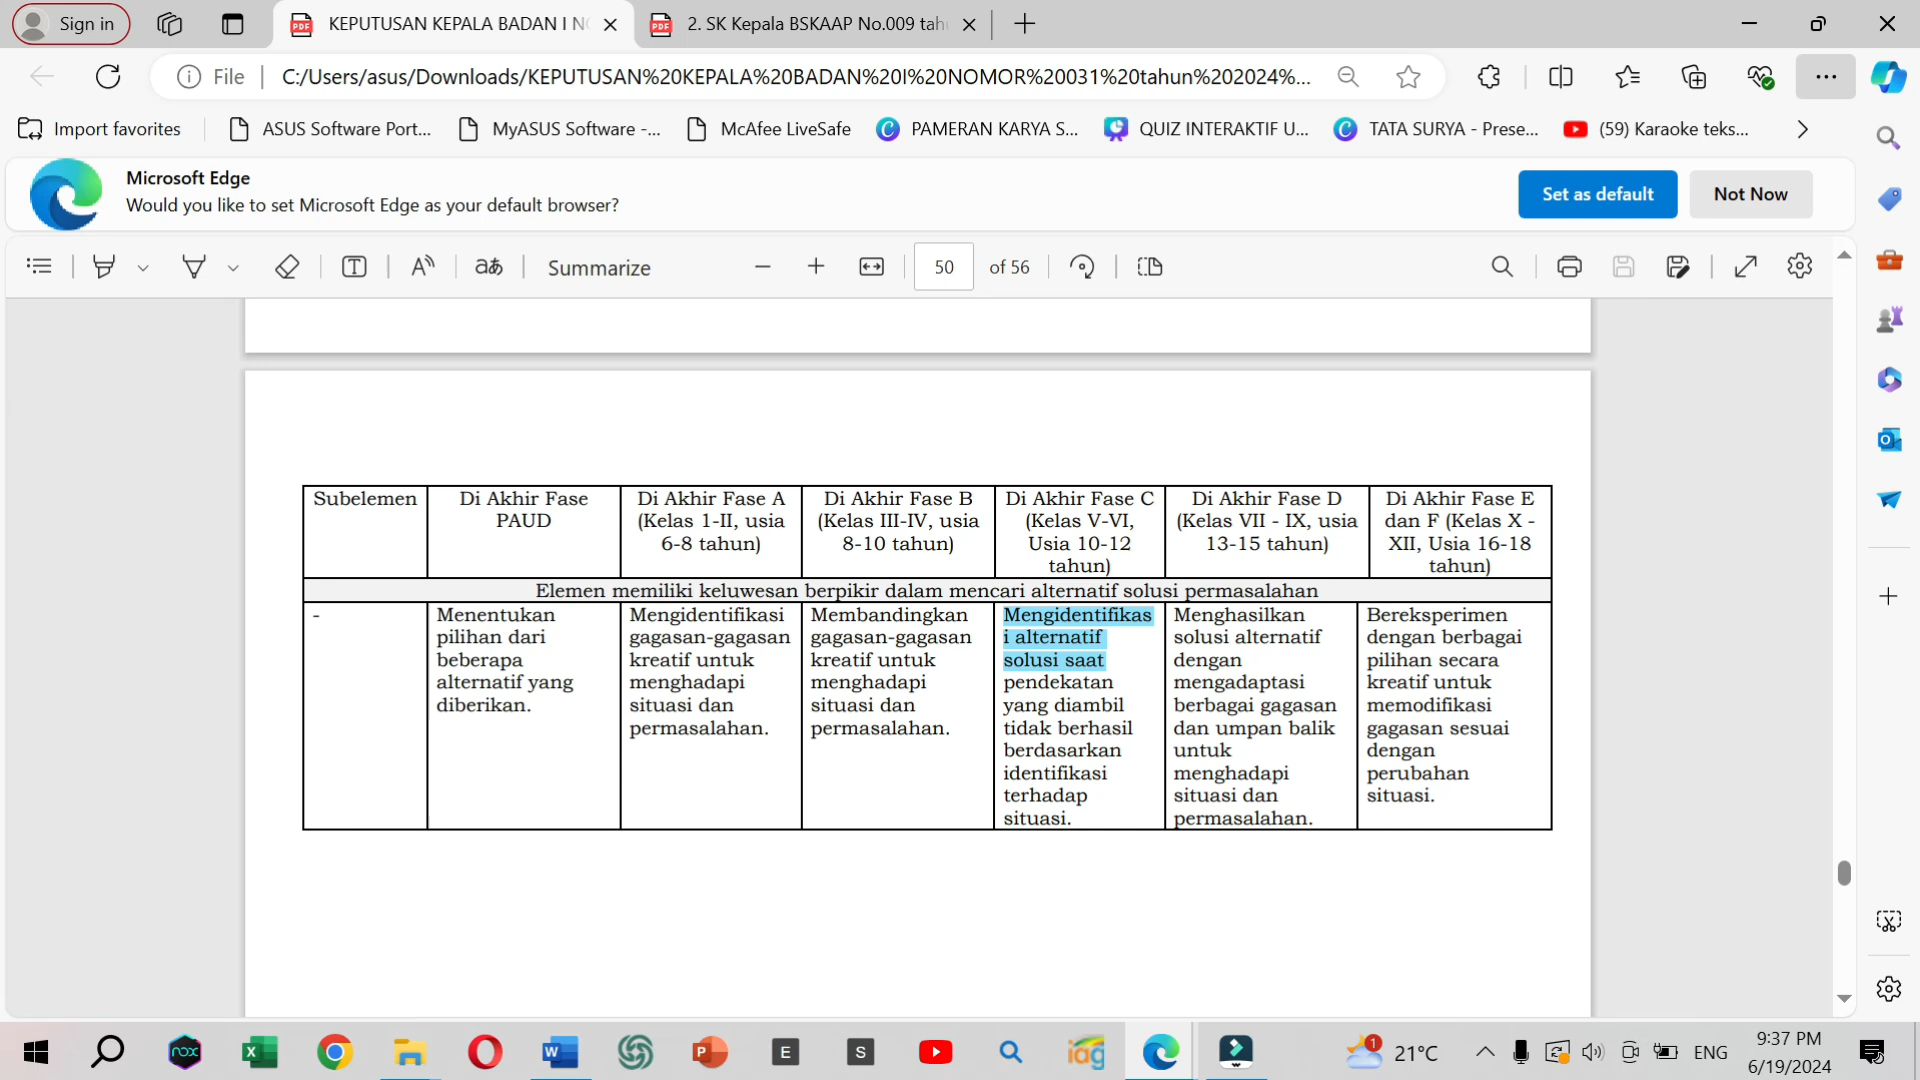 Sign in
KEPUTUSAN KEPALA BADAN I NO
2. SK Kepala BSKAAP No.009 tah
File
C:/Users/asus/Downloads/KEPUTUSAN%20KEPALA%20BADAN%20I%20NOMOR%20031%20tahun%202024%...
Import favorites
ASUS Software Port...
MyASUS Software -...
McAfee LiveSafe
PAMERAN KARYA S...
QUIZ INTERAKTIF U...
TATA SURYA - Prese...
(59) Karaoke teks...
Microsoft Edge
Would you like to set Microsoft Edge as your default browser?
Set as default
Not Now
Summarize
50
of 56
Subelemen
Di Akhir Fase
PAUD
Di Akhir Fase A
(Kelas 1-II, usia
6-8 tahun)
Di Akhir Fase B
(Kelas III-IV, usia
8-10 tahun)
Di Akhir Fase C
(Kelas V-VI,
Usia 10-12
tahun)
Di Akhir Fase D
(Kelas VII - IX, usia
13-15 tahun)
Di Akhir Fase E
dan F (Kelas X -
XII, Usia 16-18
tahun)
Elemen memiliki keluwesan berpikir dalam mencari alternatif solusi permasalahan
-
Menentukan
pilihan dari
beberapa
alternatif yang
diberikan.
Mengidentifikasi
gagasan-gagasan
kreatif untuk
menghadapi
situasi dan
permasalahan.
Membandingkan
gagasan-gagasan
kreatif untuk
menghadapi
situasi dan
permasalahan.
Mengidentifikas
i alternatif
solusi saat
pendekatan
yang diambil
tidak berhasil
berdasarkan
identifikasi
terhadap
situasi.
Menghasilkan
solusi alternatif
dengan
mengadaptasi
berbagai gagasan
dan umpan balik
untuk
menghadapi
situasi dan
permasalahan.
Bereksperimen
dengan berbagai
pilihan secara
kreatif untuk
memodifikasi
gagasan sesuai
dengan
perubahan
situasi.
21°C
ENG
9:37 PM
6/19/2024